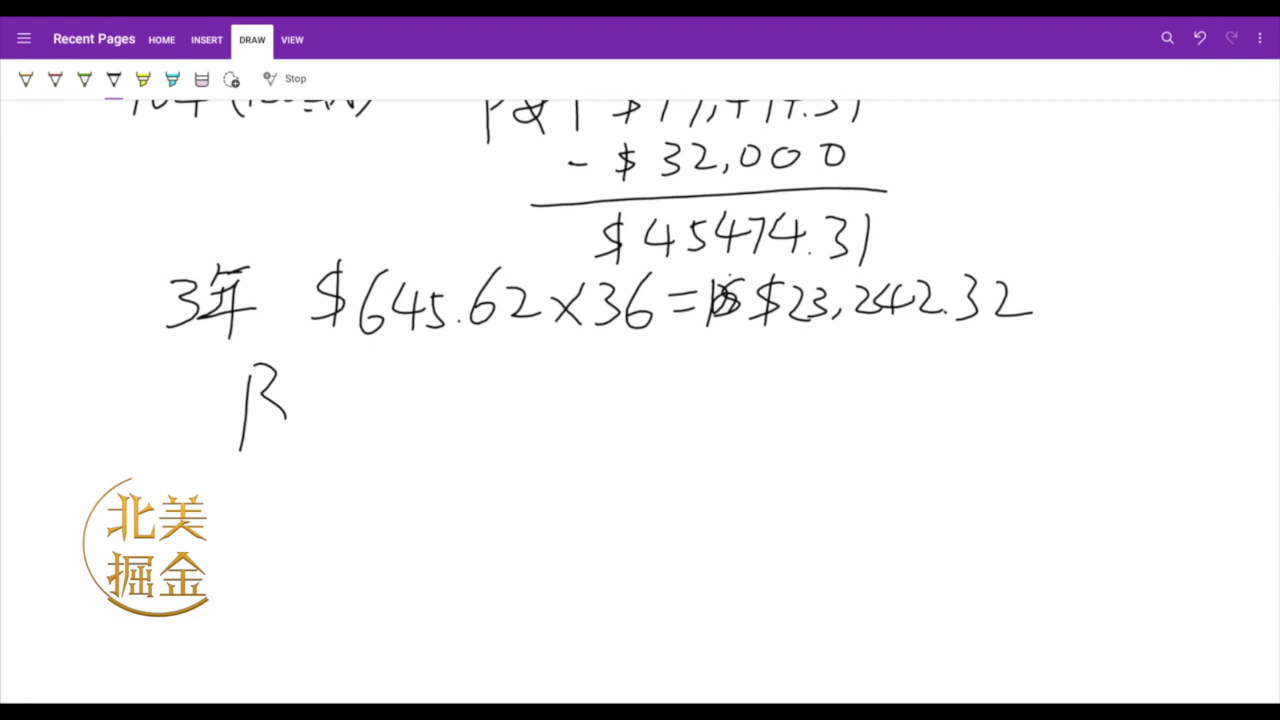 Recent Pages HOME INSERT DRAW VIEW
Stop
- $ 32,000
$45474.31
3年 $645.62×36= $23,242.32
北美
掘金